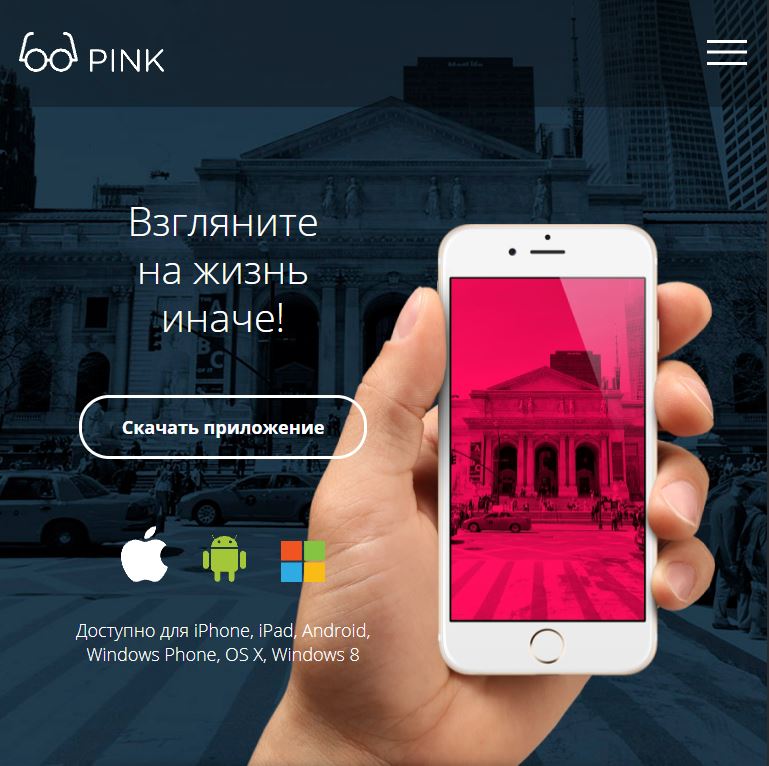 PINK
Взгляните
на жизнь
иначе!
Скачать приложение
Доступно для iPhone, iPad, Android,
Windows Phone, OS X, Windows 8